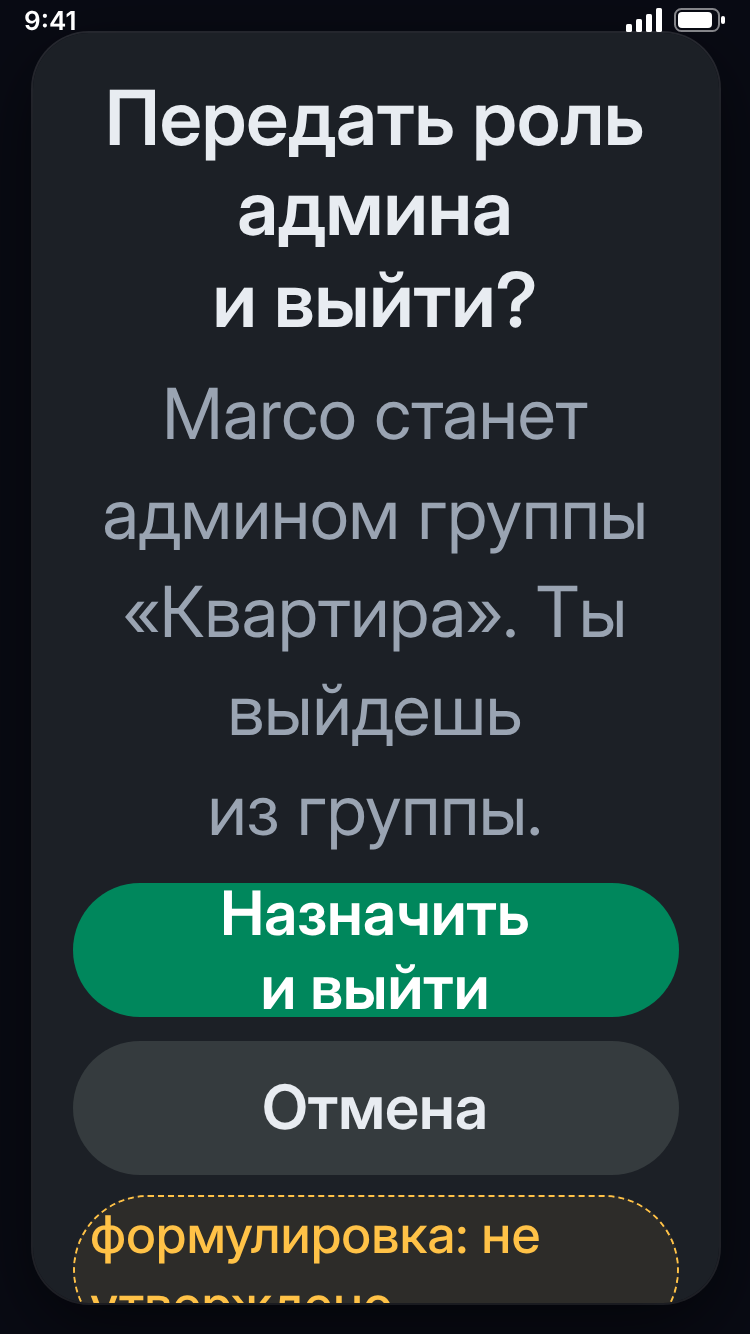 9:41
Передать роль
админа
и выйти?
Marco станет
админом группы
«Квартира». Ты
выйдешь
из группы.
Назначить
и выйти
Отмена
формулировка: не
утверждено